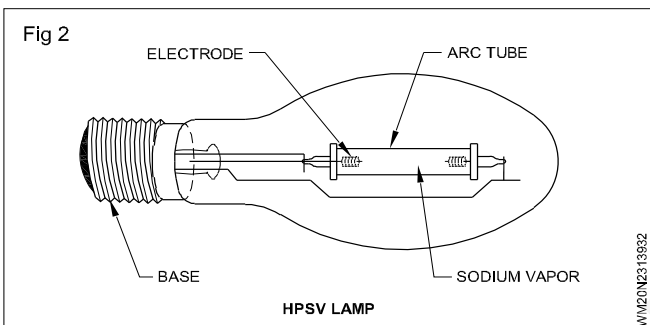 Fig 2
ELECTRODE
ARC TUBE
BASE
SODIUM VAPOR
HPSV LAMP
WM20N2313932